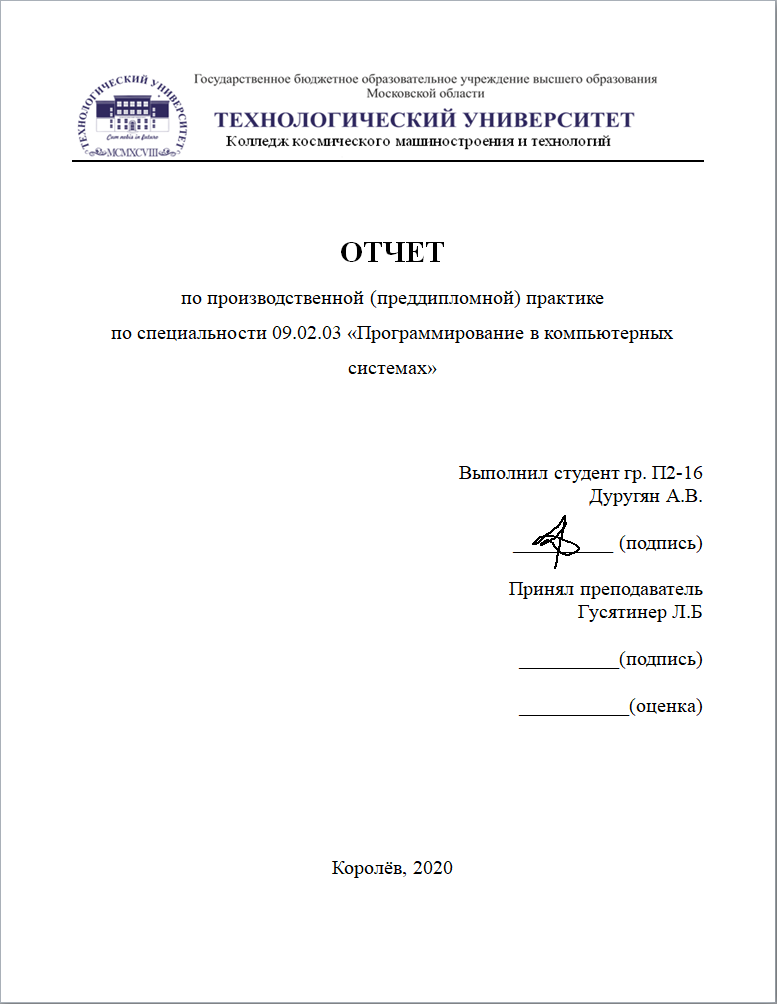 ТЕХНОЛОГИЧЕСКИЙ УНИВЕРСИТЕТ
Cum nobis in future
MCMXCVIII
Государственное бюджетное образовательное учреждение высшего образования
Московской области
ТЕХНОЛОГИЧЕСКИЙ УНИВЕРСИТЕТ
Колледж космического машиностроения и технологий
ОТЧЕТ
по производственной (преддипломной) практике
по специальности 09.02.03 «Программирование в компьютерных
системах»
Выполнил студент гр. П2-16
Дуругян А.В.
__________ (подпись)
Принял преподаватель
Гусятинер Л.Б
__________(подпись)
___________(оценка)
Королёв, 2020